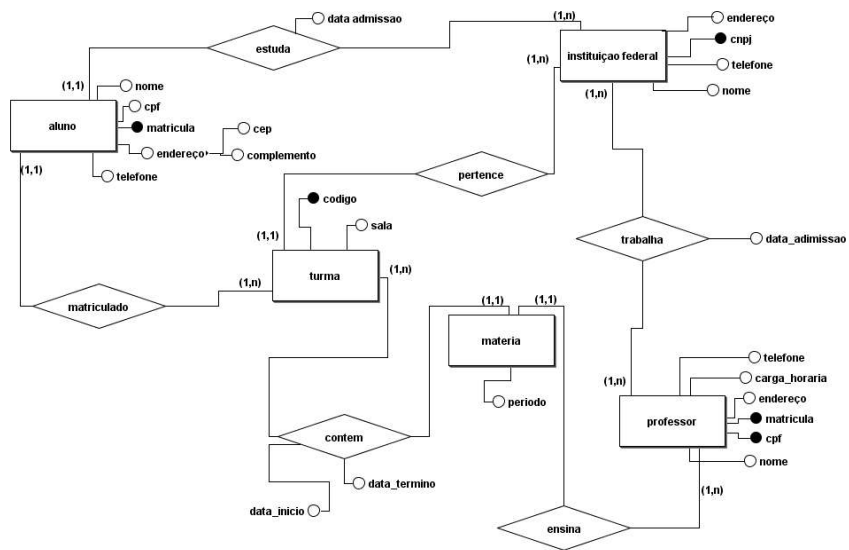 data admissao
(1,n)
endereço
estuda
cnpj
instituiçao federal
(1,n)
telefone
(1,1)
nome
(1,n)
nome
cpf
aluno
matricula
cep
endereço
complemento
(1,1)
telefone
pertence
codigo
sala
(1,1)
trabalha
data_adimissao
(1,n)
(1,n)
turma
matriculado
(1,1)
(1,1)
materia
telefone
carga_horaria
(1,n)
endereço
periodo
matricula
professor
contem
cpf
nome
data_termino
(1,n)
data_inicio
ensina